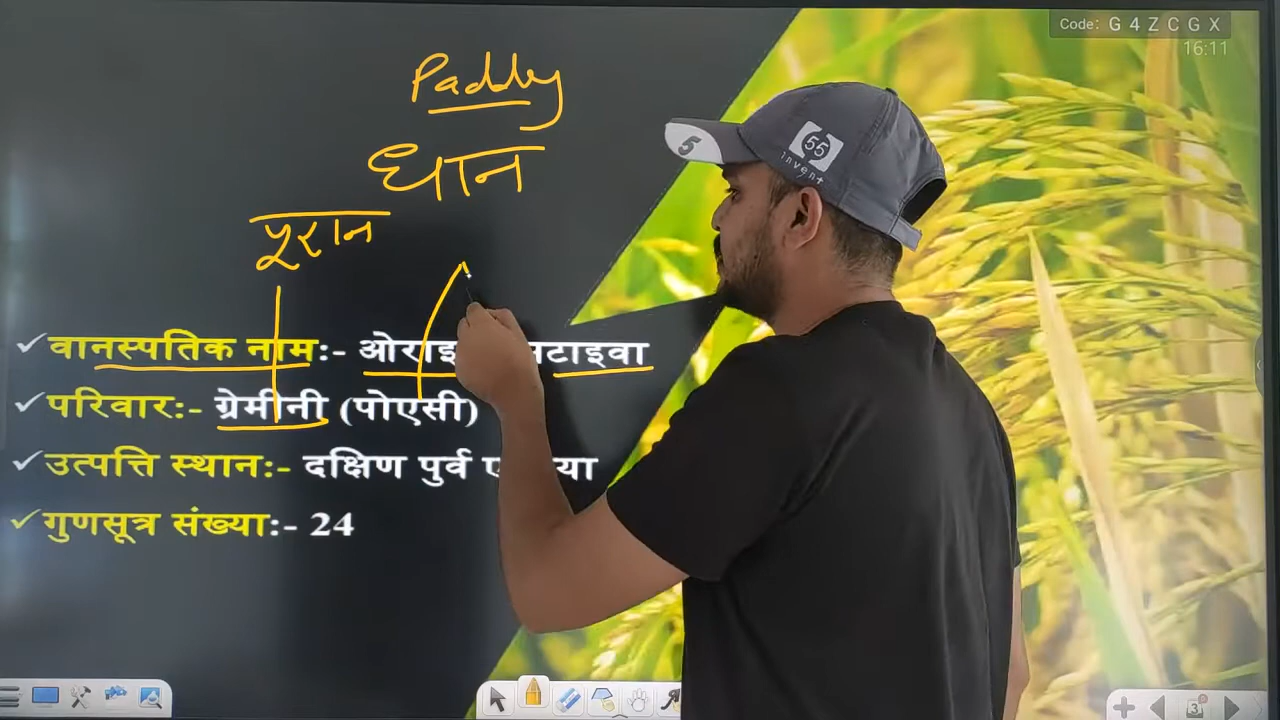 Code: G 4 Z C G X
16:11
Paddy
धान
पूरान
5
55
invent
✓वानस्पतिक नाम:- ओराइ टाइवा
✓परिवार:- ग्रेमीनी (पोएसी)
✓उत्पत्ति स्थान:- दक्षिण पुर्व
✓गुणसूत्र संख्या:- 24
3